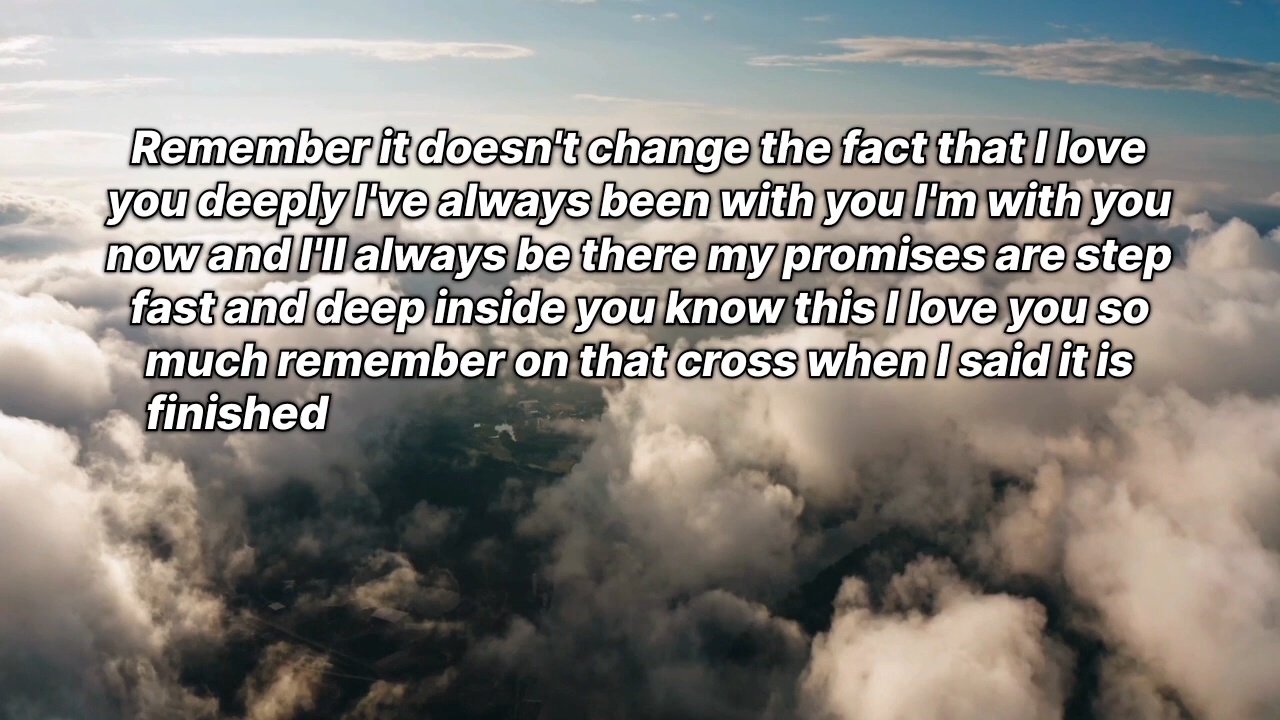 Remember it doesn't change the fact that I love
you deeply I've always been with you I'm with you
now and I'll always be there my promises are step
fast and deep inside you know this I love you so
much remember on that cross when I said it is
finished